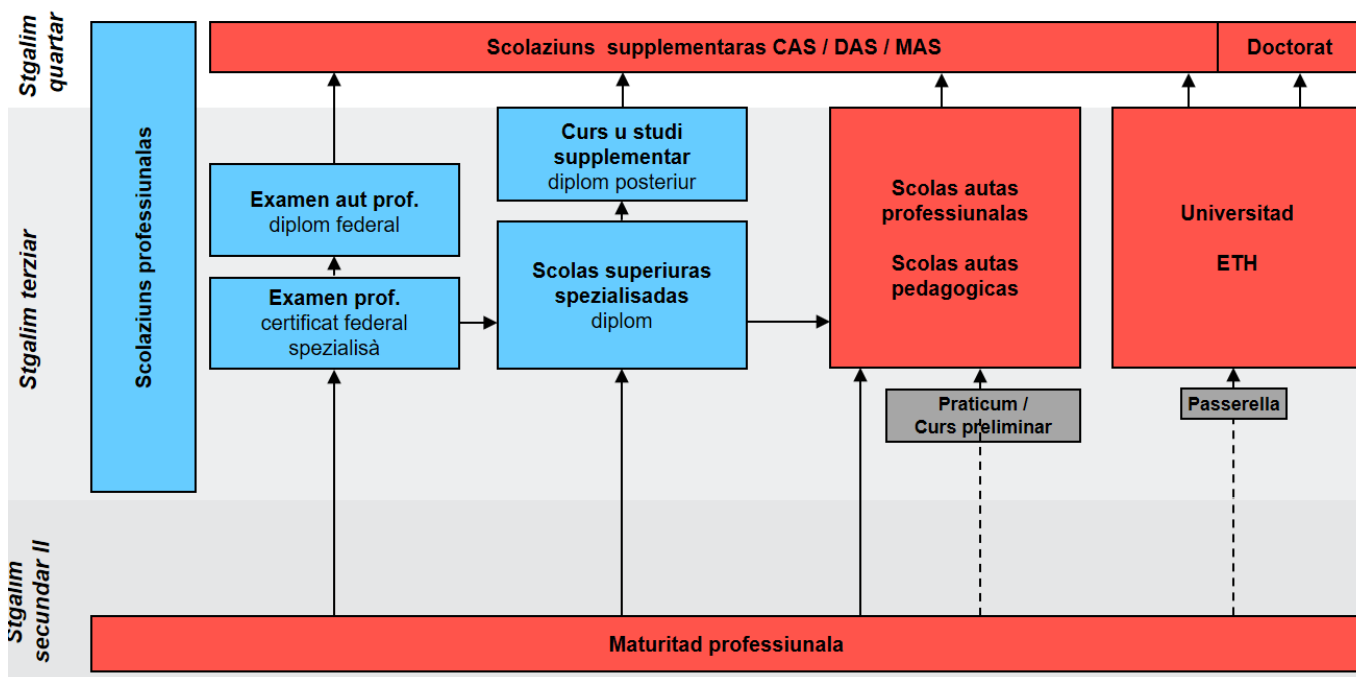 Stgalim
quartar
Scolaziuns supplementaras CAS / DAS / MAS
Doctorat
Scolaziuns professiunalas
Stgalim terziar
Curs u studi
supplementar
diplom posteriur
Examen aut prof.
diplom federal
Examen prof.
certificat federal
spezialisà
Scolas superiuras
spezialisadas
diplom
Scolas autas
professiunalas
Scolas autas
pedagogicas
Universitad
ETH
Praticum /
Curs preliminar
Passerella
Stgalim
secundar II
Maturitad professiunala